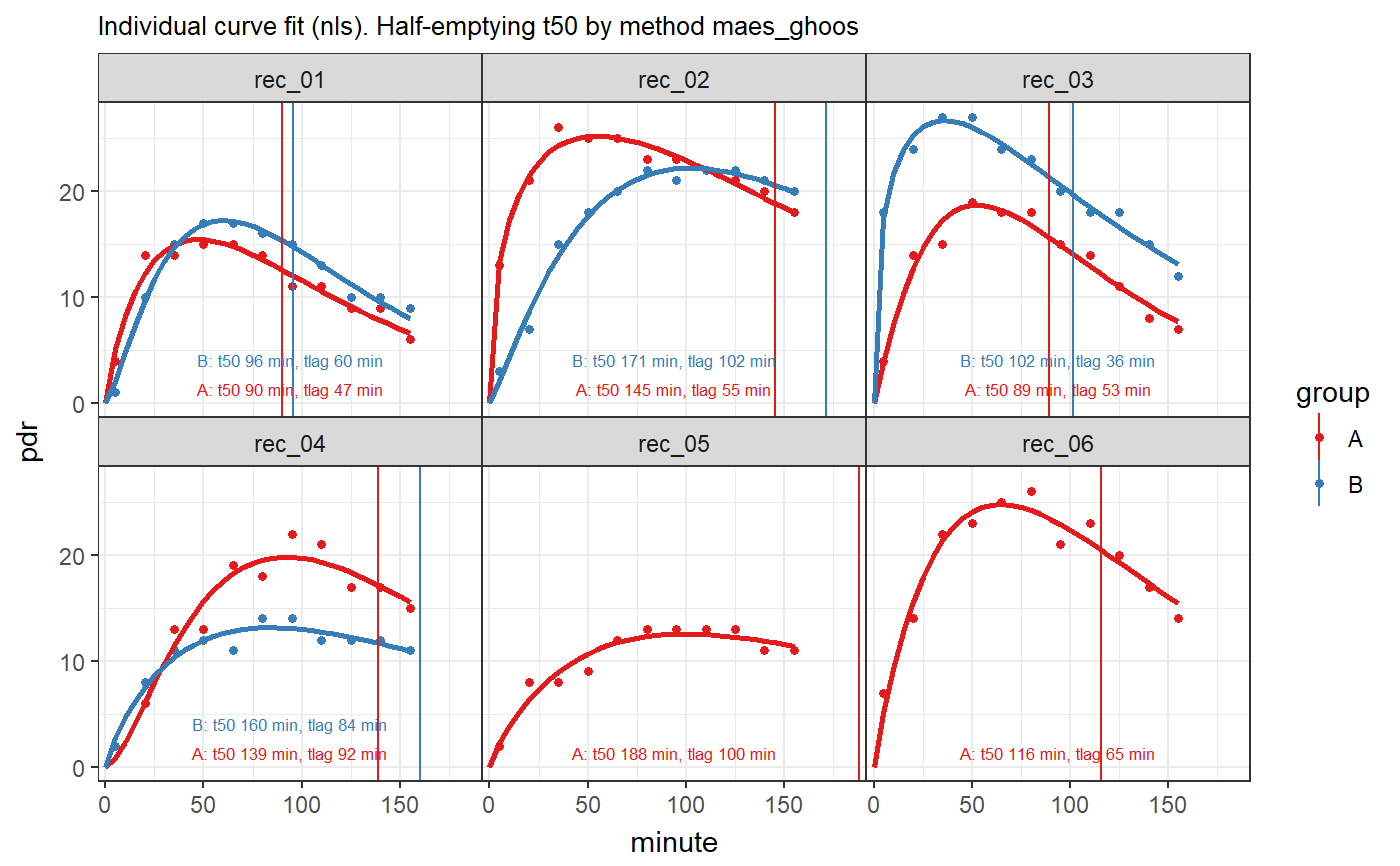 Individual curve fit (nls). Half-emptying t50 by method maes_ghoos
rec_01 rec_02 rec_03
20
10
0
B: t50 96 min, tlag 60 min
A: t50 90 min, tlag 47 min
B: t50 171 min, tlag 102 min
A: t50 145 min, tlag 55 min
B: t50 102 min, tlag 36 min
A: t50 89 min, tlag 53 min
rec_04 rec_05 rec_06
20
10
0
B: t50 160 min, tlag 84 min
A: t50 139 min, tlag 92 min
A: t50 188 min, tlag 100 min
A: t50 116 min, tlag 65 min
0 50 100 150 0 50 100 150 0 50 100 150
minute
pdr
group
A
B